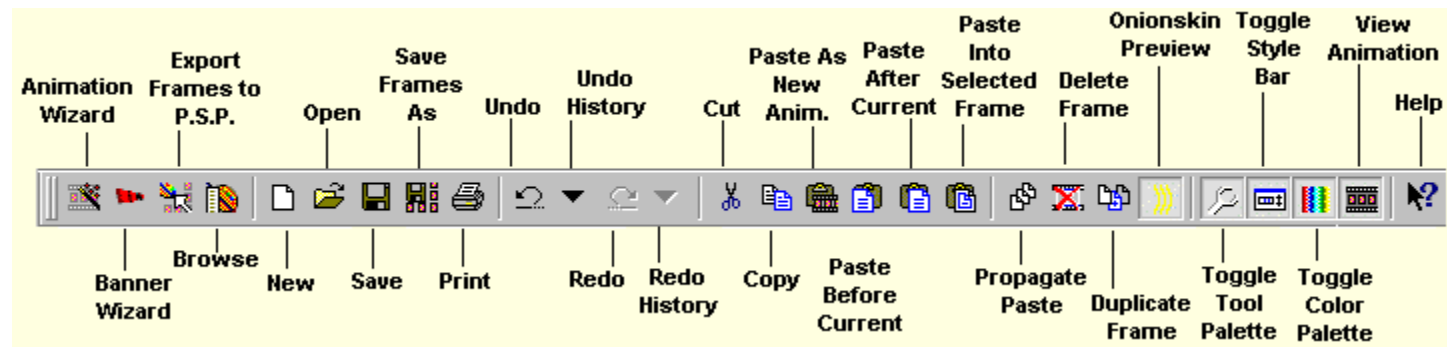 Animation
Wizard
Export
Frames to
P.S.P.
Open
Save
Frames
As
Undo
Undo
History
Cut
Paste As
New
Anim.
Paste
After
Current
Paste
Into
Selected
Frame
Delete
Frame
Onionskin
Preview
Toggle
Style
Bar
View
Animation
Help
Banner
Wizard
Browse
New
Save
Print
Redo
Redo
History
Copy
Paste
Before
Current
Propagate
Paste
Duplicate
Frame
Toggle
Tool
Palette
Toggle
Color
Palette